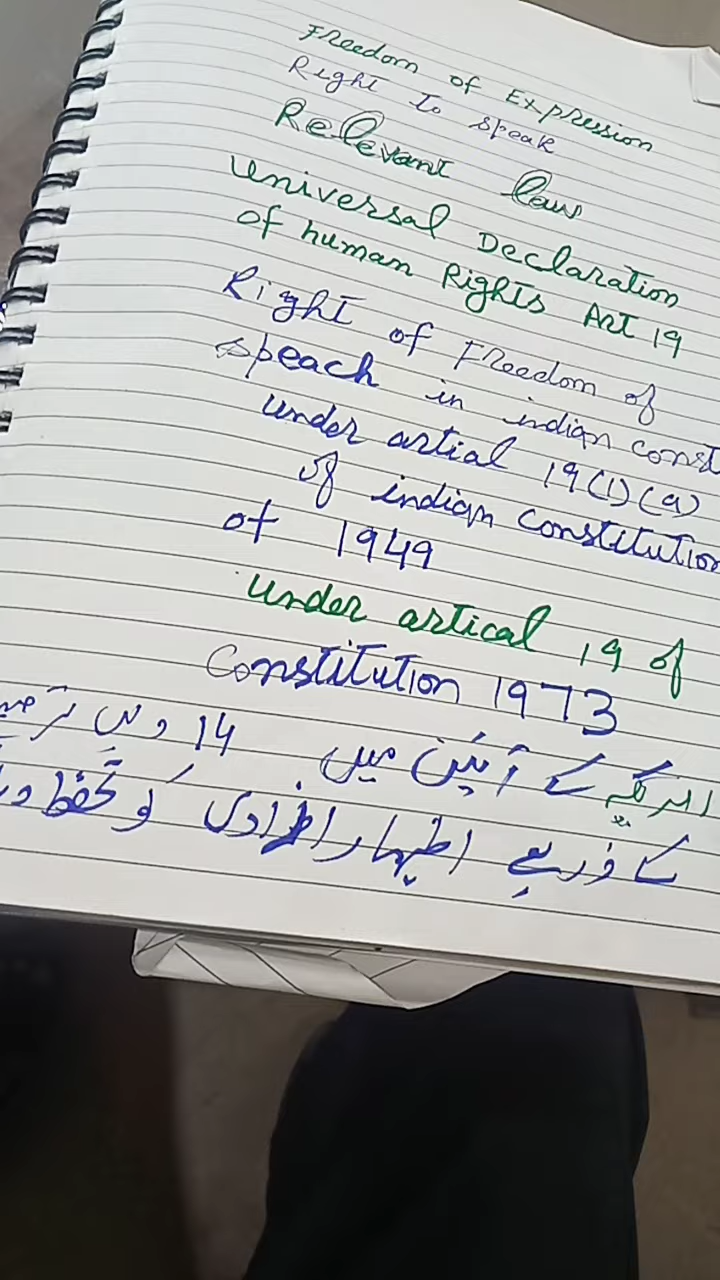 Freedom of Expression
Right To speak
Relevant law
universal Declaration
of human Rights Art 19
Right of Freedom of
speach in indian const
under artial 19(1)(a)
of indian Constitution
of 1949
under artical 19 of
Constitution 1973
امریکہ کے آئین میں 14 ویں
کے ذریعے اظہار ازادی کو تحفظ